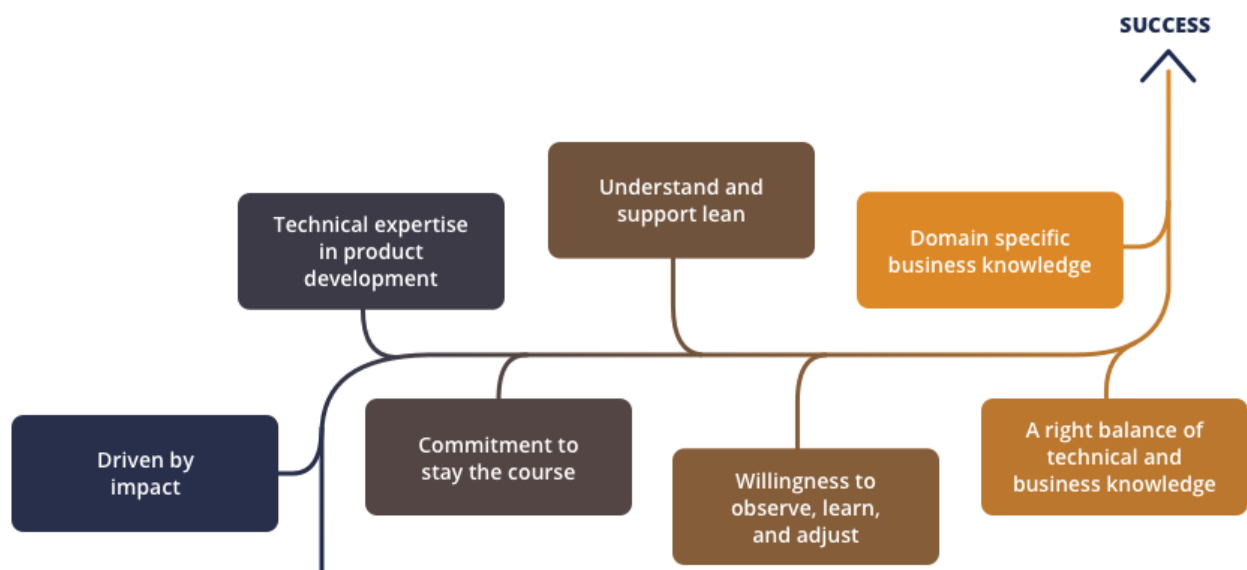 SUCCESS
Understand and
support lean
Technical expertise
in product
development
Domain specific
business knowledge
Driven by
impact
Commitment to
stay the course
Willingness to
observe, learn,
and adjust
A right balance of
technical and
business knowledge